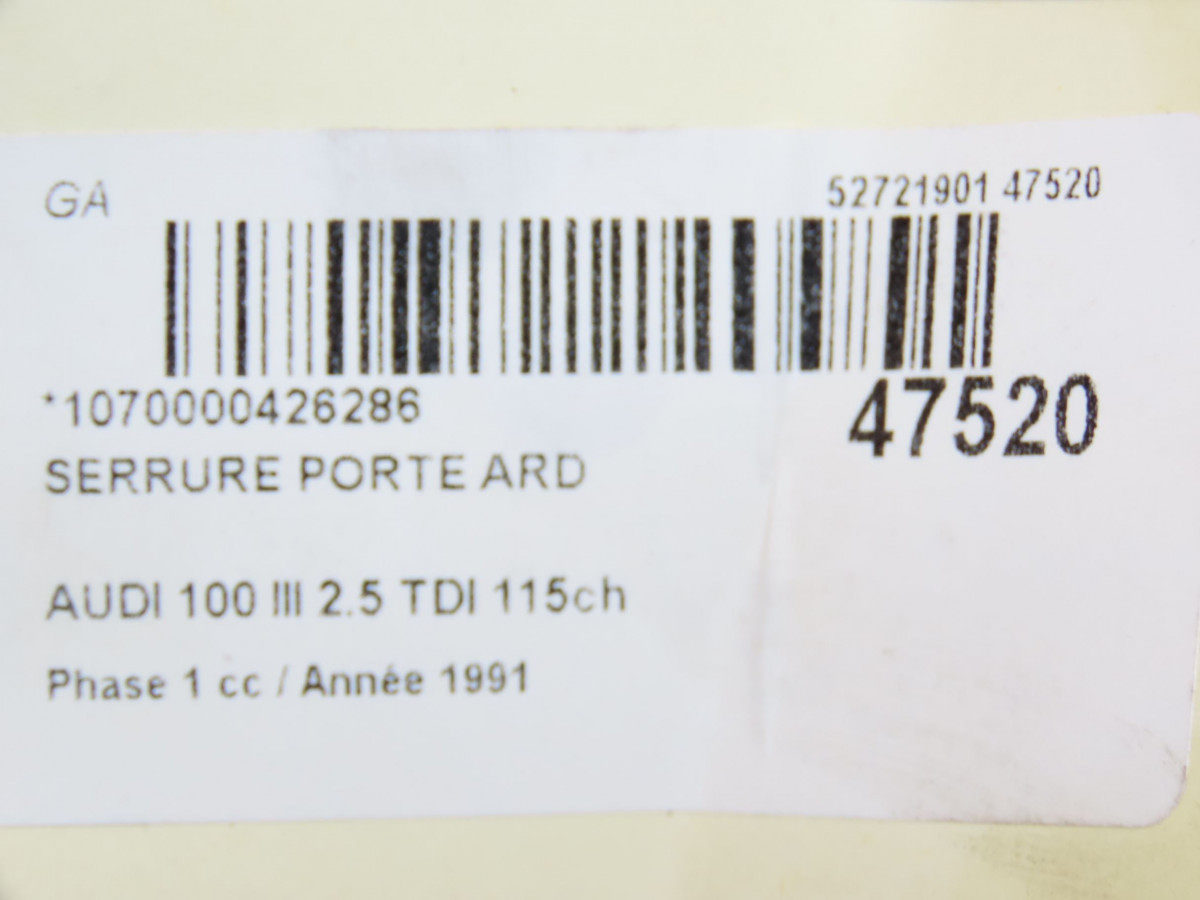 GA
52721901 47520
*1070000426286
47520
SERRURE PORTE ARD
AUDI 100 III 2.5 TDI 115ch
Phase 1 cc / Année 1991